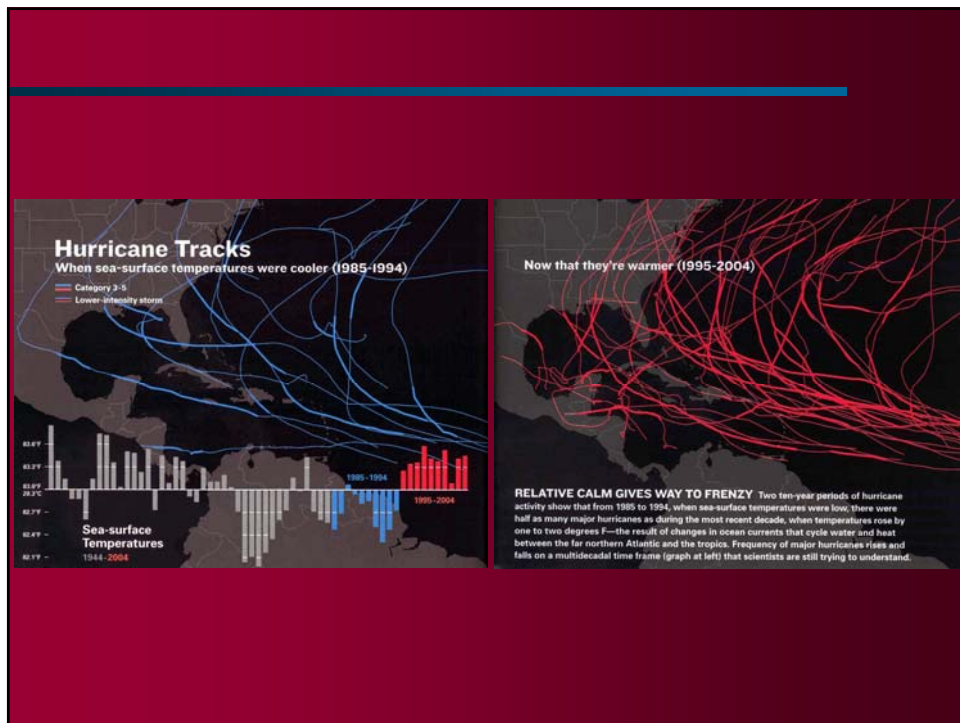 Hurricane Tracks
When sea-surface temperatures were cooler (1985-1994)
Category 3-5
Lower-intensity storm
83.6°F
83.2°F
83.0°F
28.3°C
82.7°F
82.4°F
82.1°F
1985-1994
1995-2004
Sea-surface
Temperatures
1944-2004
Now that they're warmer (1995-2004)
RELATIVE CALM GIVES WAY TO FRENZY Two ten-year periods of hurricane
activity show that from 1985 to 1994, when sea-surface temperatures were low, there were
half as many major hurricanes as during the most recent decade, when temperatures rose by
one to two degrees F—the result of changes in ocean currents that cycle water and heat
between the far northern Atlantic and the tropics. Frequency of major hurricanes rises and
falls on a multidecadal time frame (graph at left) that scientists are still trying to understand.